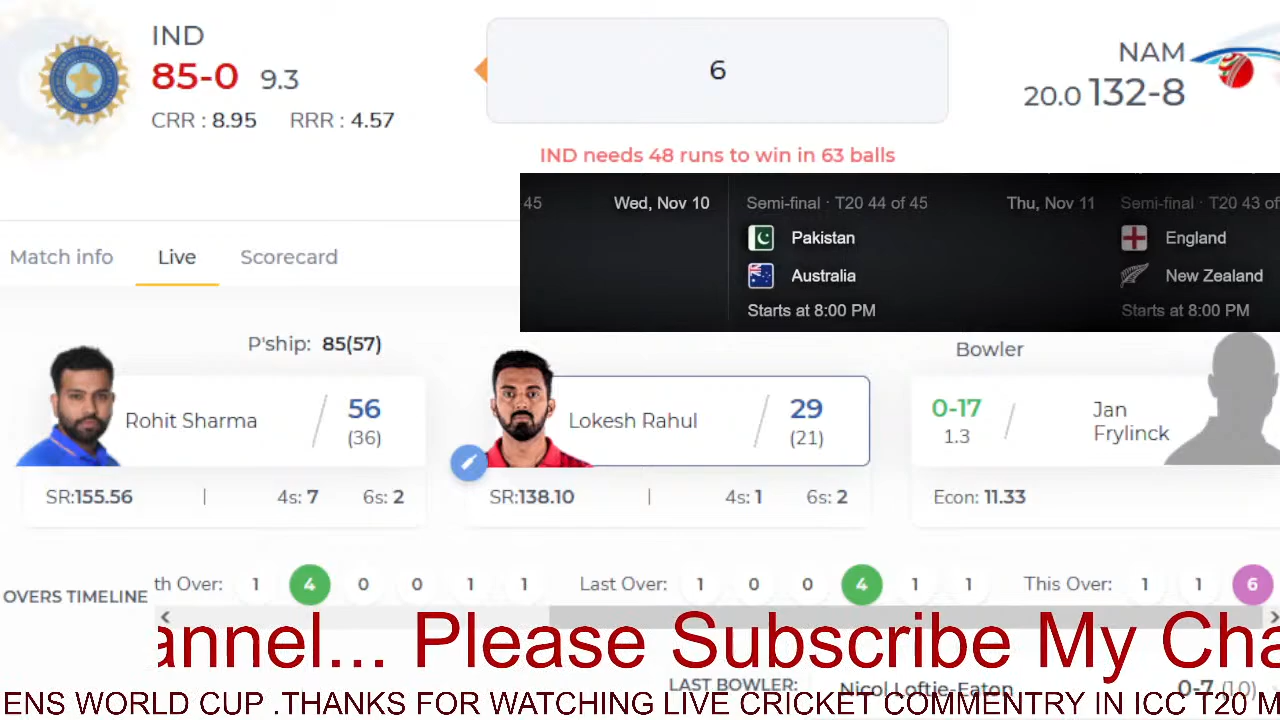 IND
85-0 9.3
CRR : 8.95 RRR : 4.57
6
NAM
20.0 132-8
IND needs 48 runs to win in 63 balls
45 Wed, Nov 10
Semi-final · T20 44 of 45 Thu, Nov 11
Pakistan
Australia
Starts at 8:00 PM
Semi-final · T20 43 of
England
New Zealand
Starts at 8:00 PM
Match info Live Scorecard
P'ship: 85(57)
Rohit Sharma 56
(36)
SR:155.56 | 4s: 7 6s: 2
Lokesh Rahul 29
(21)
SR:138.10 | 4s: 1 6s: 2
Bowler
0-17 Jan
1.3 Frylinck
Econ: 11.33
OVERS TIMELINE
th Over: 1 4 0 0 1 1 Last Over: 1 0 0 4 1 1 This Over: 1 1 6
annel... Please Subscribe My Cha
LAST BOWLER: Nicol Loftie-Eaton 0-7 (1.0)
ENS WORLD CUP .THANKS FOR WATCHING LIVE CRICKET COMMENTRY IN ICC T20 M